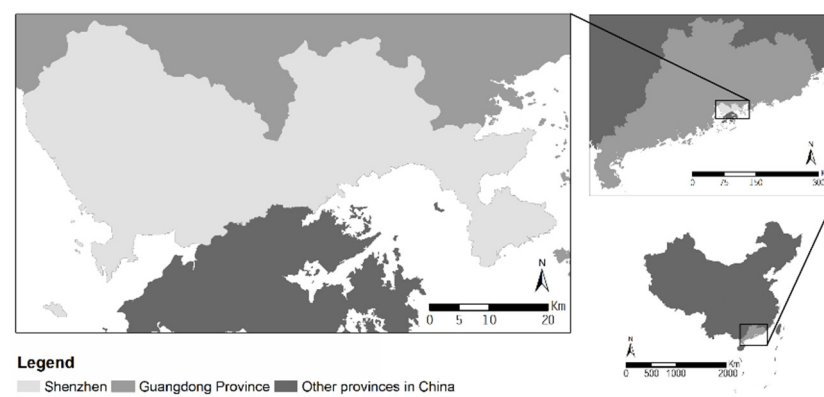 N
Km
0 5 10 20
N
0 75 150 300
N
Km
0 500 1000 2000
Legend
Shenzhen Guangdong Province Other provinces in China